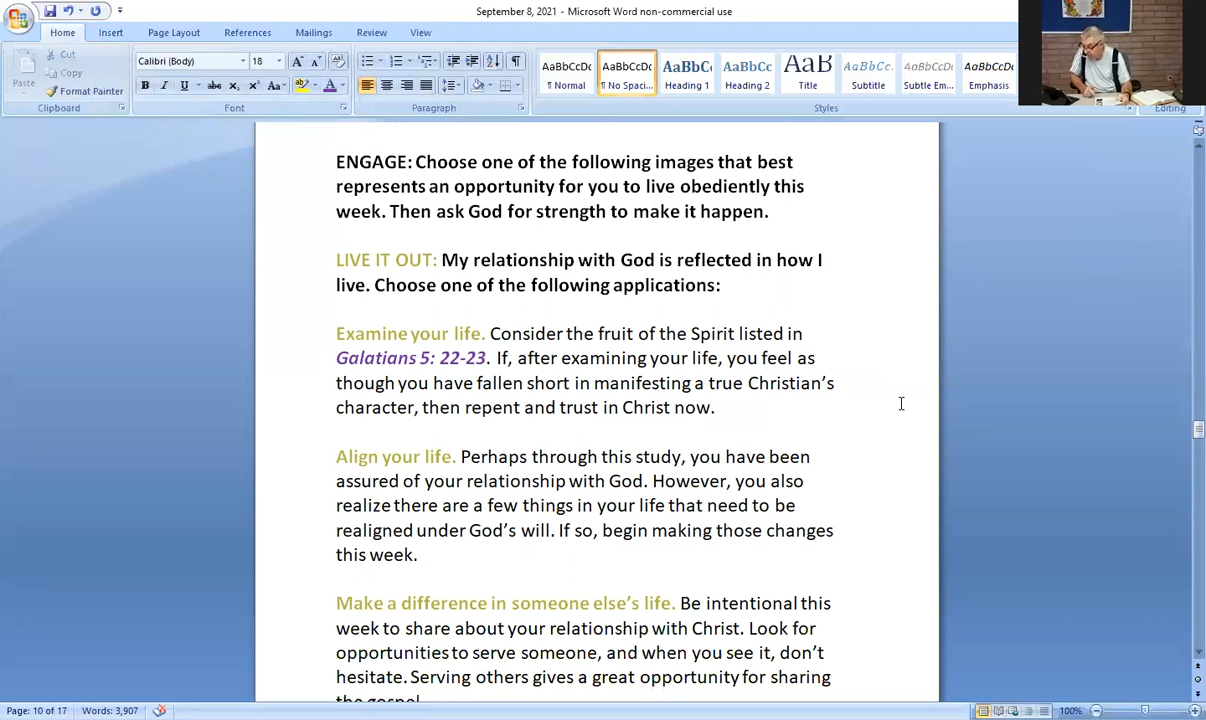 September 8, 2021 - Microsoft Word non-commercial use
Home Insert Page Layout References Mailings Review View
Cut
Copy
Paste
Format Painter
Clipboard
Calibri (Body) 18
Font
Paragraph
AaBbCcDc AaBbCcDc AaBbC AaBbCc AaB AaBbCcDc AaBbCcDc AaBbCcDc
¶ Normal ¶ No Spaci... Heading 1 Heading 2 Title Subtitle Subtle Em... Emphasis
Styles
Editing
ENGAGE: Choose one of the following images that best
represents an opportunity for you to live obediently this
week. Then ask God for strength to make it happen.
LIVE IT OUT: My relationship with God is reflected in how I
live. Choose one of the following applications:
Examine your life. Consider the fruit of the Spirit listed in
Galatians 5: 22-23. If, after examining your life, you feel as
though you have fallen short in manifesting a true Christian’s
character, then repent and trust in Christ now.
Align your life. Perhaps through this study, you have been
assured of your relationship with God. However, you also
realize there are a few things in your life that need to be
realigned under God’s will. If so, begin making those changes
this week.
Make a difference in someone else’s life. Be intentional this
week to share about your relationship with Christ. Look for
opportunities to serve someone, and when you see it, don’t
hesitate. Serving others gives a great opportunity for sharing
the gospel.
Page: 10 of 17 Words: 3,907 100%